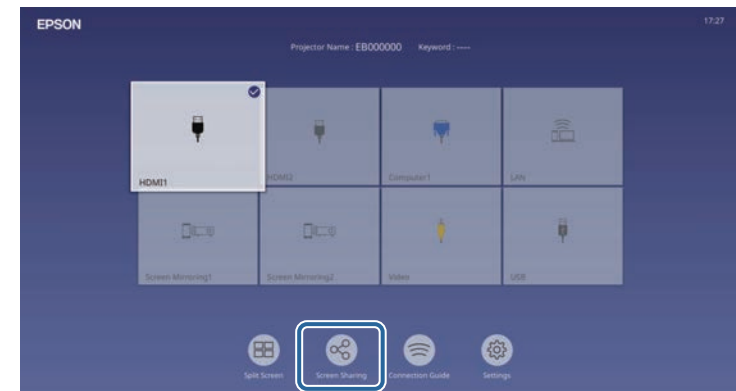 EPSON
17:27
Projector Name : EB000000 Keyword : ----
HDMI1
HDMI2
Computer1
LAN
Screen Mirroring1
Screen Mirroring2
Video
USB
Split Screen
Screen Sharing
Connection Guide
Settings